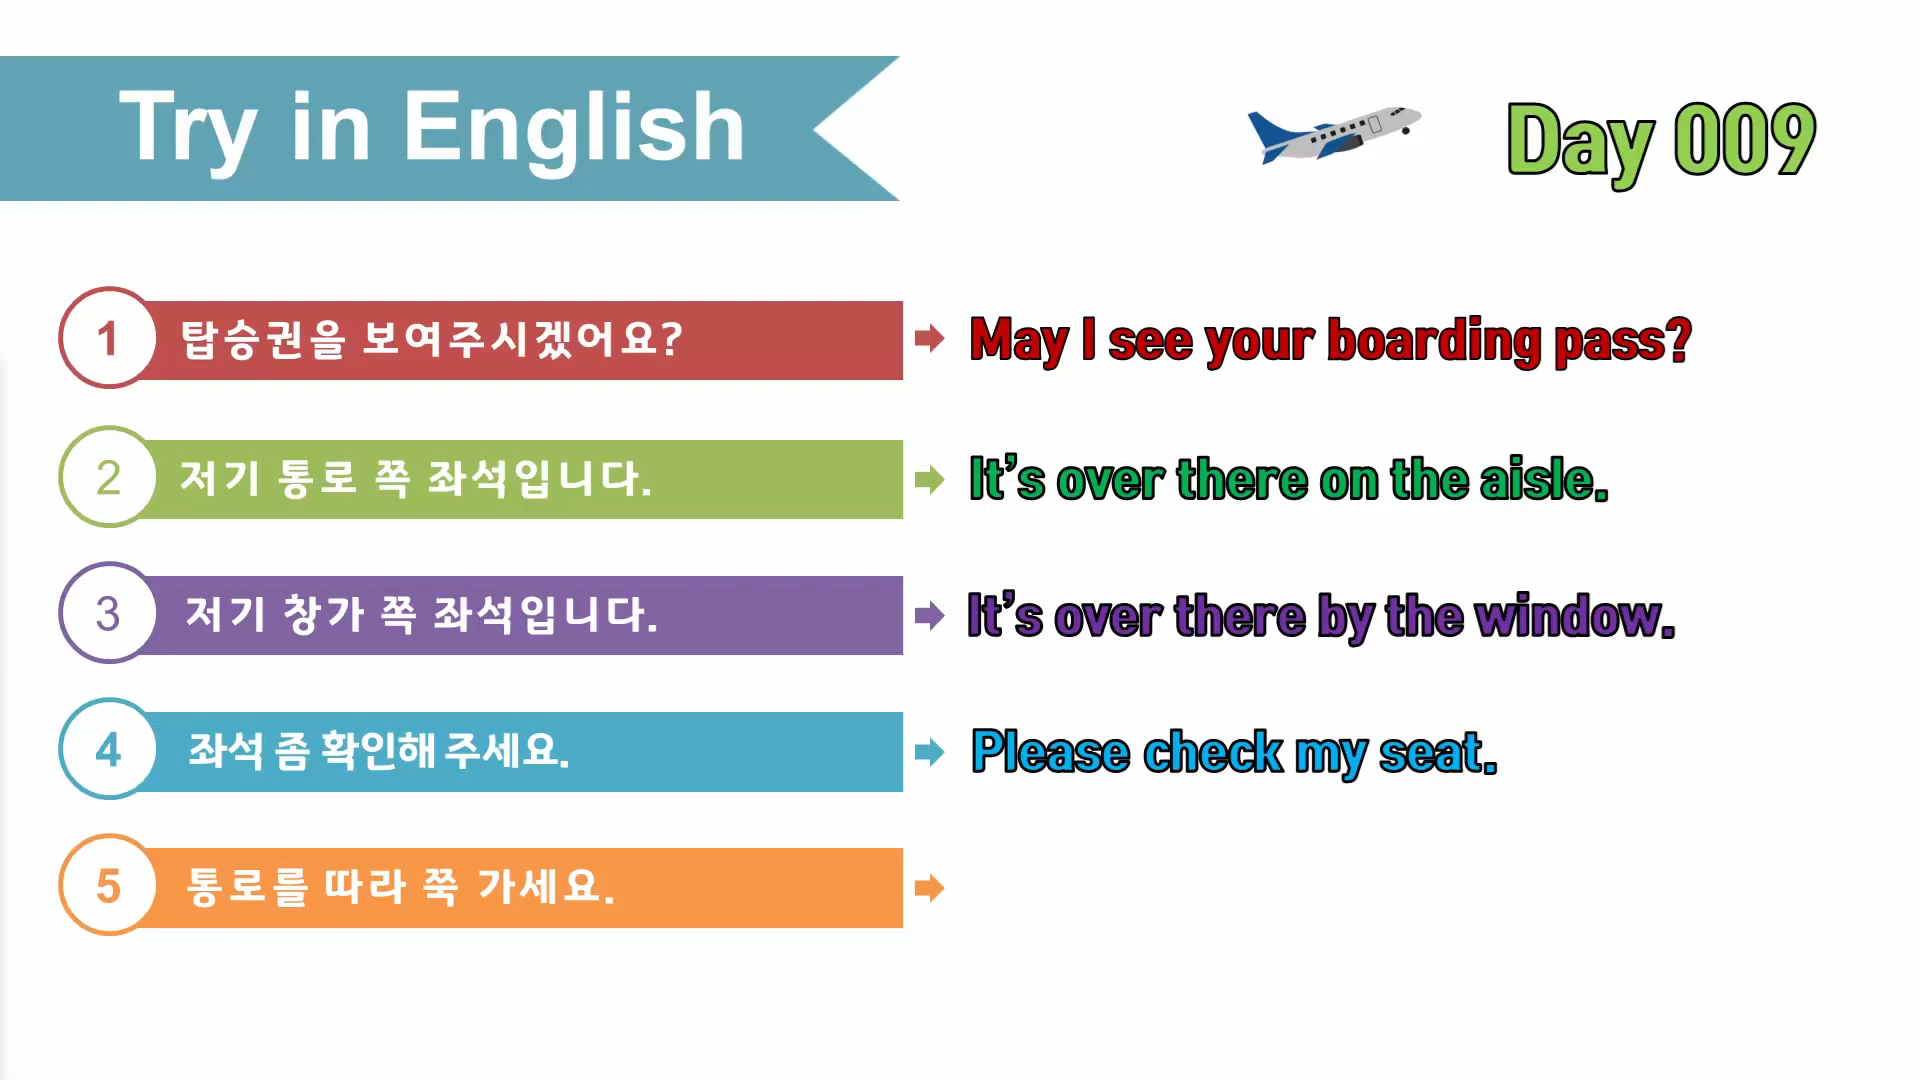 Try in English
Day 009
1 탑승권을 보여주시겠어요? May I see your boarding pass?
2 저기 통로 쪽 좌석입니다. It's over there on the aisle.
3 저기 창가 쪽 좌석입니다. It's over there by the window.
4 좌석 좀 확인해 주세요. Please check my seat.
5 통로를 따라 쭉 가세요.